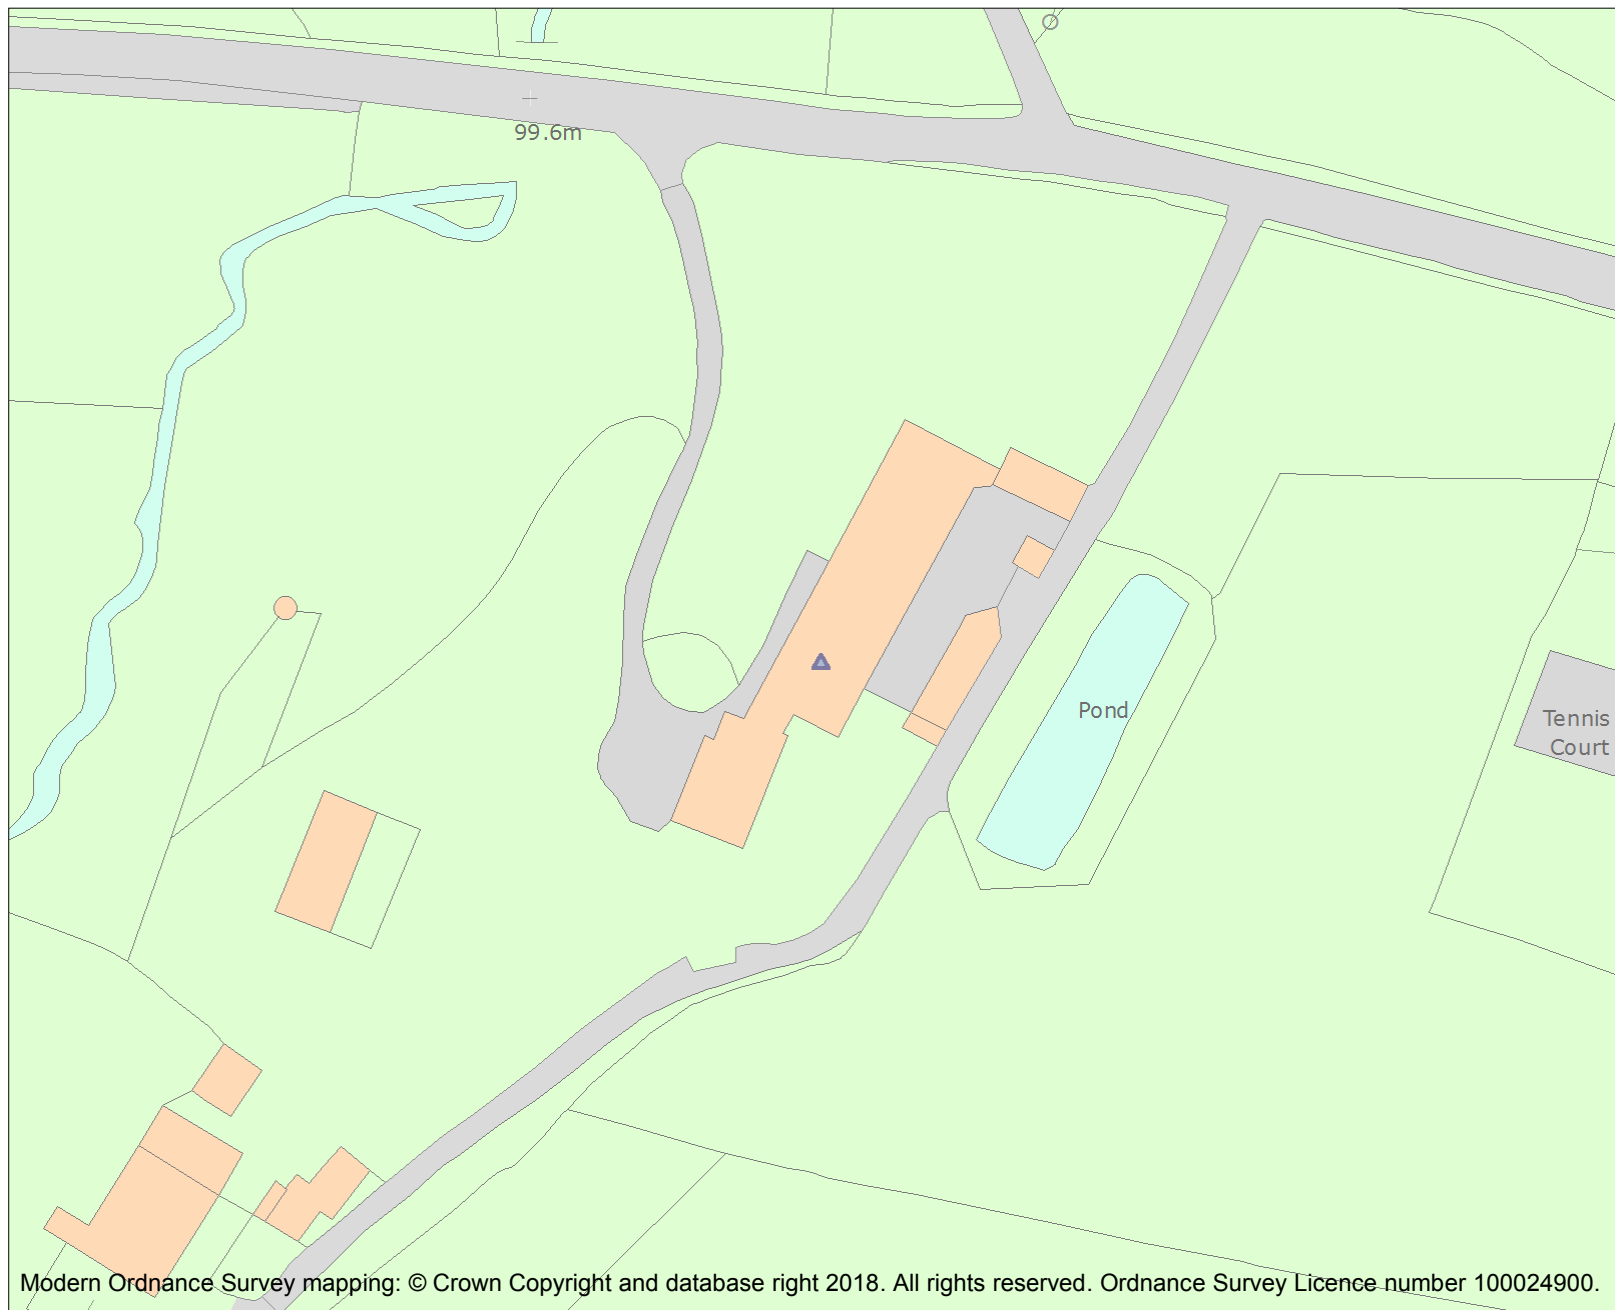 99.6m
Pond
Tennis
Court
Modern Ordnance Survey mapping: © Crown Copyright and database right 2018. All rights reserved. Ordnance Survey Licence number 100024900.